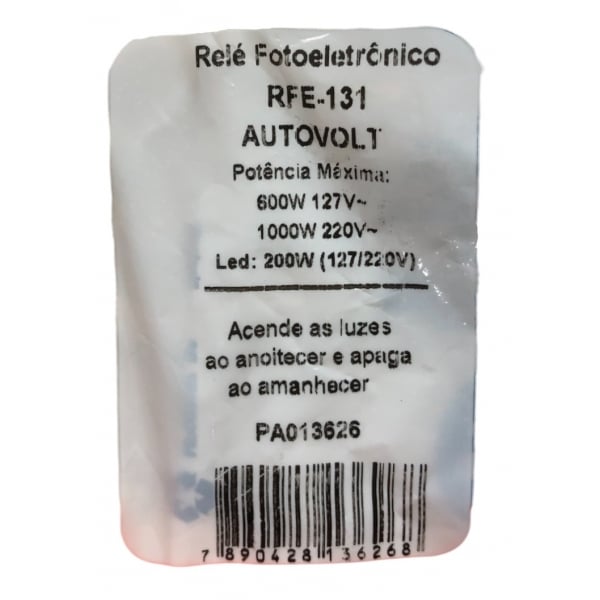 Relé Fotoeletrônico
RFE-131
AUTOVOLT
Potência Máxima:
600W 127V~
1000W 220V~
Led: 200W (127/220V)
Acende as luzes
ao anoitecer e apaga
ao amanhecer
PA013626
7 890428 136268